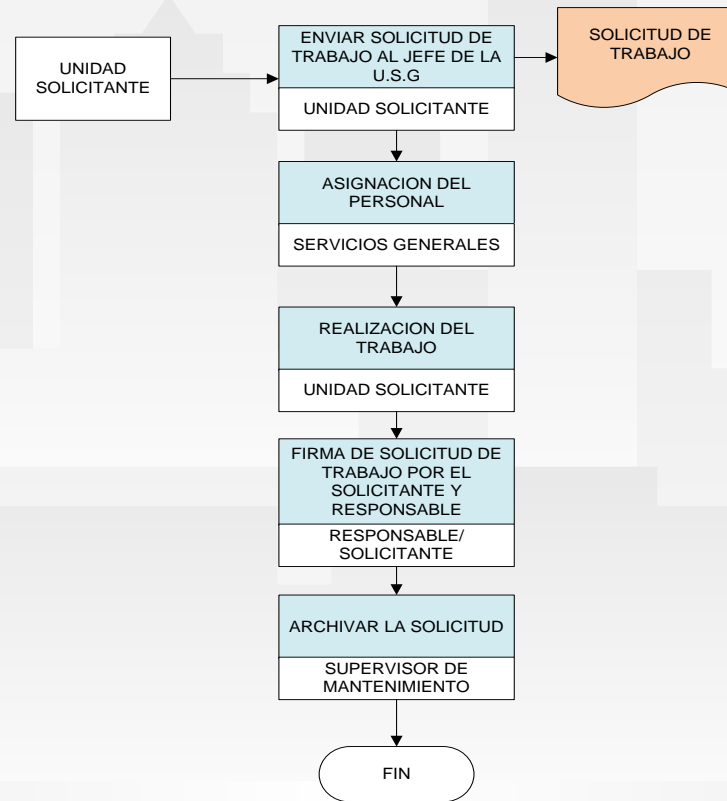 UNIDAD
SOLICITANTE
ENVIAR SOLICITUD DE
TRABAJO AL JEFE DE LA
U.S.G
UNIDAD SOLICITANTE
SOLICITUD DE
TRABAJO
ASIGNACION DEL
PERSONAL
SERVICIOS GENERALES
REALIZACION DEL
TRABAJO
UNIDAD SOLICITANTE
FIRMA DE SOLICITUD DE
TRABAJO POR EL
SOLICITANTE Y
RESPONSABLE
RESPONSABLE/
SOLICITANTE
ARCHIVAR LA SOLICITUD
SUPERVISOR DE
MANTENIMIENTO
FIN